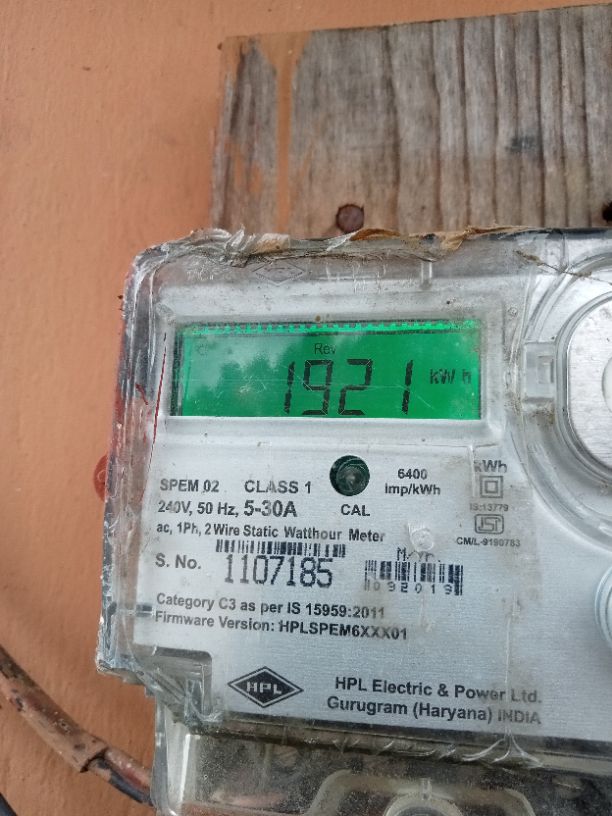 Rev
1921 kWh
SPEM 02 CLASS 1
6400
imp/kWh
kWh
240V, 50 Hz, 5-30A
CAL
IS:13779
ac, 1Ph, 2Wire Static Watthour Meter
CM/L-9190783
S. No. 1107185
M/Yr.
092019
Category C3 as per IS 15959:2011
Firmware Version: HPLSPEM6XXX01
HPL
HPL Electric & Power Ltd.
Gurugram (Haryana) INDIA